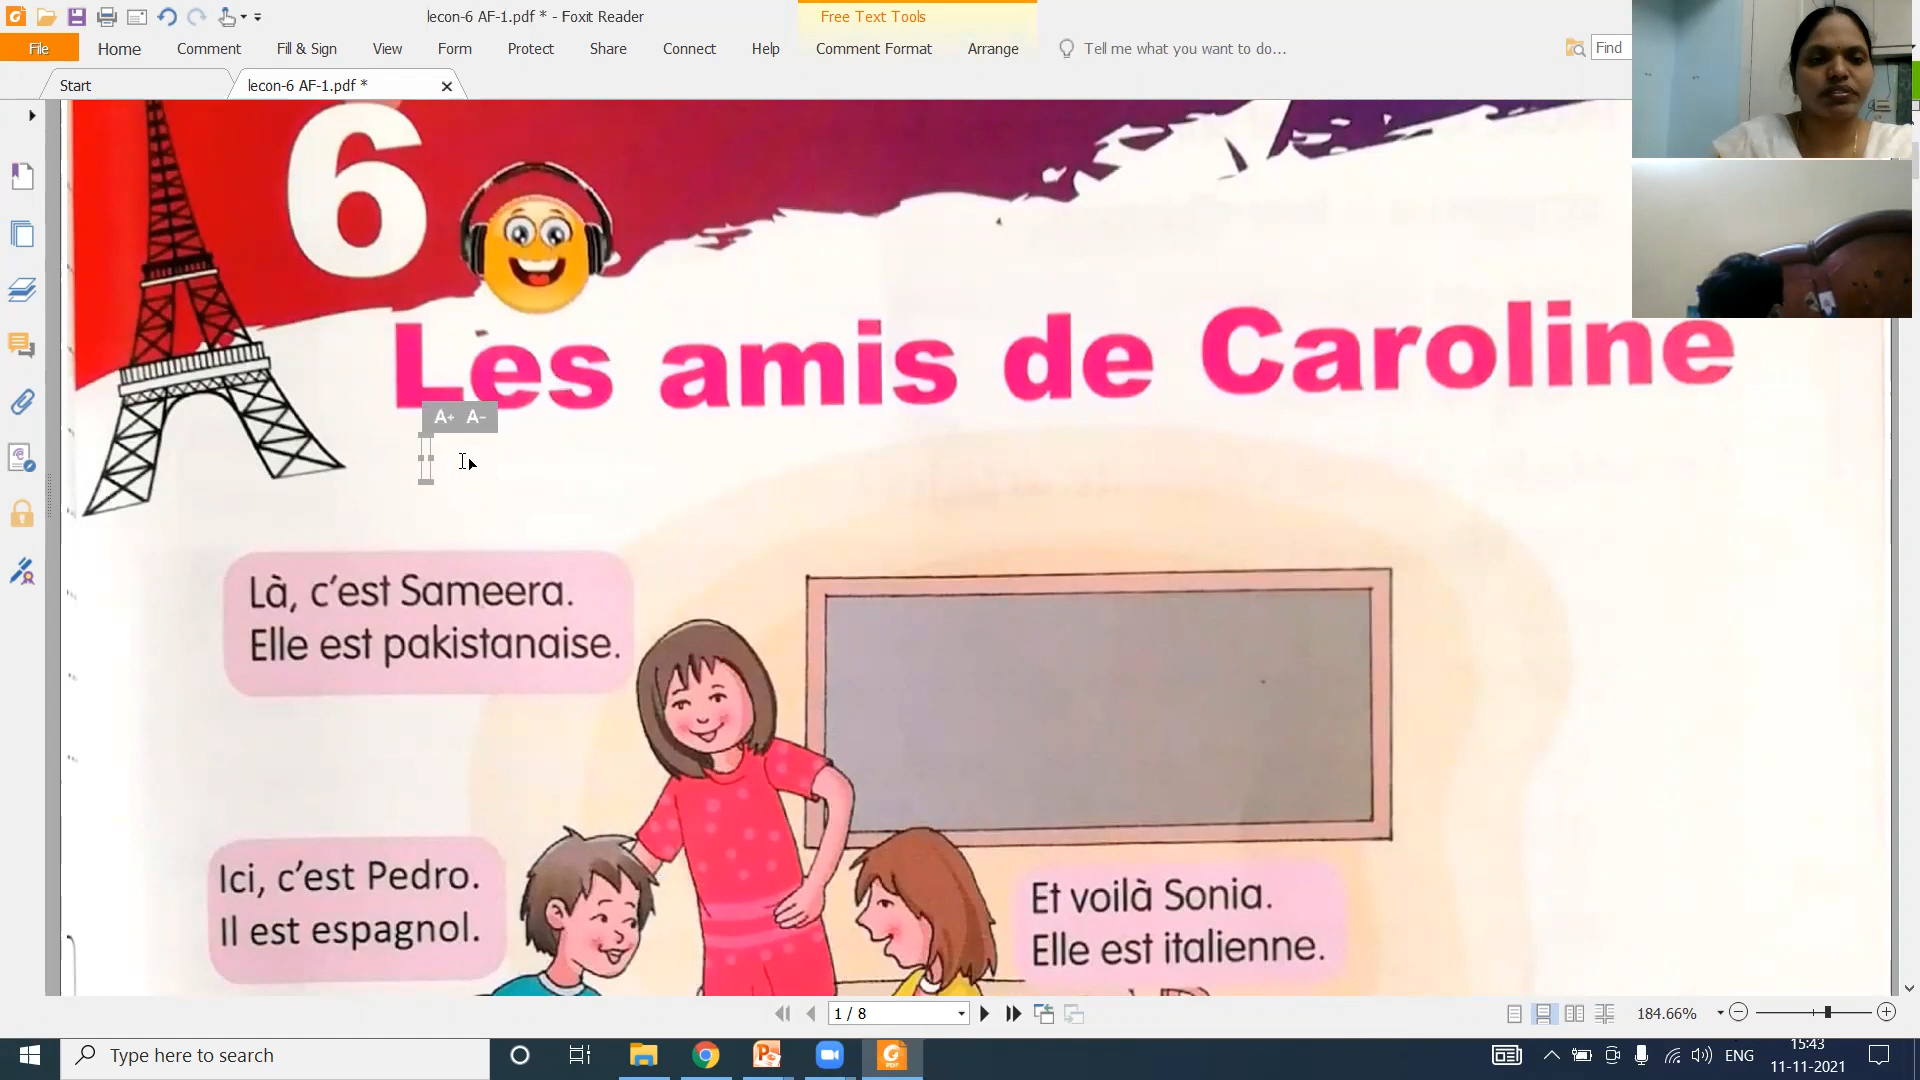 lecon-6 AF-1.pdf * - Foxit Reader
Free Text Tools
File
Home
Comment
Fill & Sign
View
Form
Protect
Share
Connect
Help
Comment Format
Arrange
Tell me what you want to do...
Find
Start
lecon-6 AF-1.pdf *
6
Les amis de Caroline
A+ A-
Là, c'est Sameera.
Elle est pakistanaise.
Ici, c'est Pedro.
Il est espagnol.
Et voilà Sonia.
Elle est italienne.
1 / 8
184.66%
Type here to search
ENG
15:43
11-11-2021